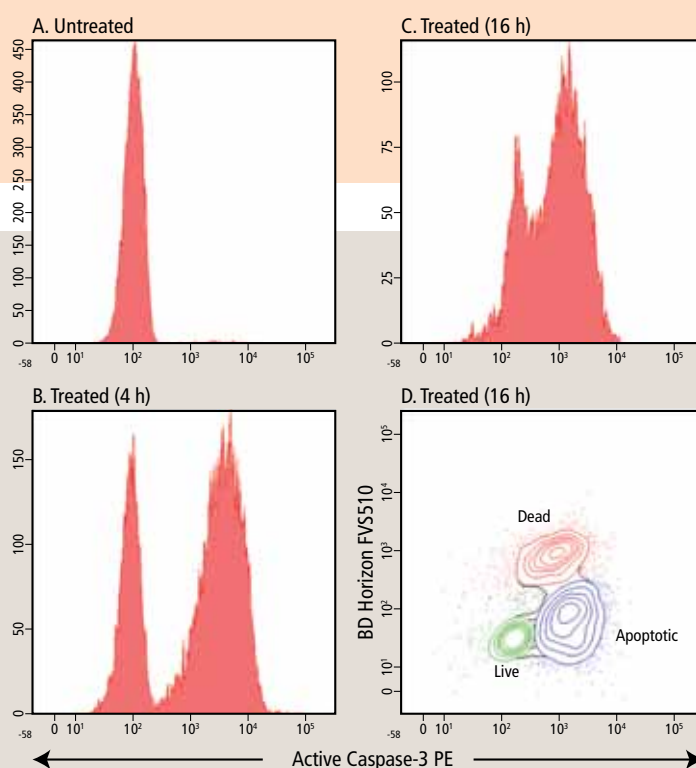 A. Untreated
450
400
350
300
250
200
150
100
50
0
-58 0 10¹ 10² 10³ 10⁴ 10⁵
C. Treated (16 h)
100
75
50
25
0
-58 0 10¹ 10² 10³ 10⁴ 10⁵
B. Treated (4 h)
150
100
50
0
-58 0 10¹ 10² 10³ 10⁴ 10⁵
D. Treated (16 h)
BD Horizon FVS510
10⁵
10⁴
10³
10²
10¹
0
Dead
Apoptotic
Live
-58 0 10¹ 10² 10³ 10⁴ 10⁵
Active Caspase-3 PE